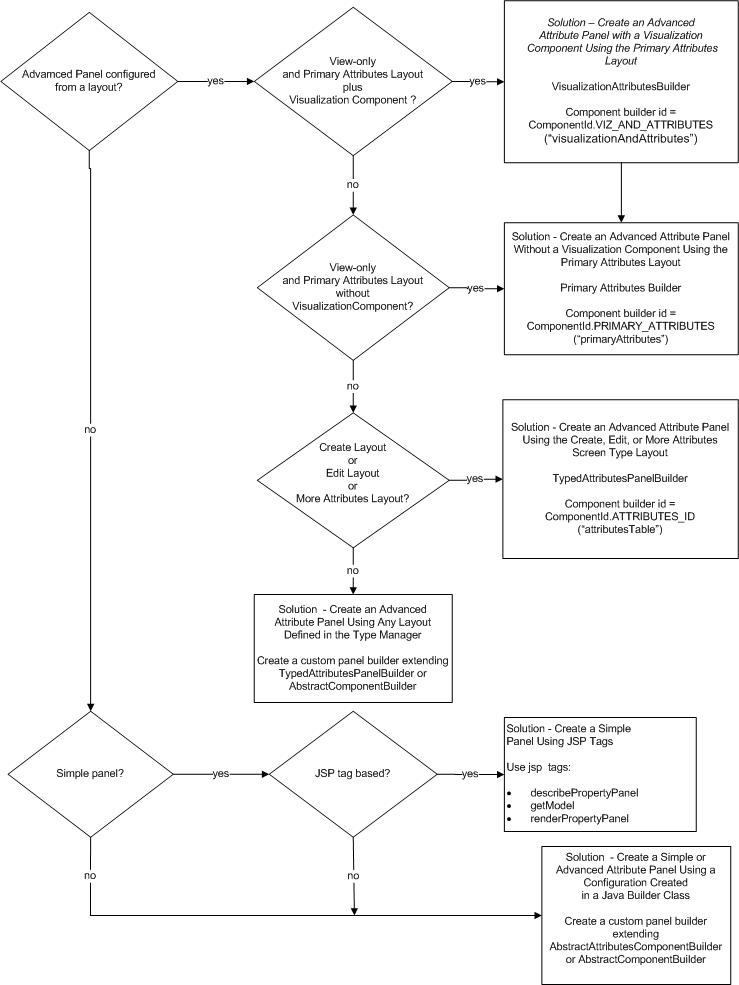 Advamced Panel configured
from a layout?
yes
View-only
and Primary Attributes Layout
plus
Visualization Component ?
yes
Solution – Create an Advanced
Attribute Panel with a Visualization
Component Using the Primary Attributes
Layout
VisualizationAttributesBuilder
Component builder id =
ComponentId.VIZ_AND_ATTRIBUTES
(“visualizationAndAttributes”)
no
View-only
and Primary Attributes Layout
without
VisualizationComponent?
yes
Solution - Create an Advanced Attribute Panel
Without a Visualization Component Using the
Primary Attributes Layout
Primary Attributes Builder
Component builder id =
ComponentId.PRIMARY_ATTRIBUTES
(“primaryAttributes”)
no
no
Create Layout
or
Edit Layout
or
More Attributes Layout?
yes
Solution - Create an Advanced Attribute Panel
Using the Create, Edit, or More Attributes
Screen Type Layout
TypedAttributesPanelBuilder
Component builder id =
ComponentId.ATTRIBUTES_ID
(“attributesTable”)
no
Solution - Create an Advanced
Attribute Panel Using Any Layout
Defined in the Type Manager
Create a custom panel builder extending
TypedAttributesPanelBuilder or
AbstractComponentBuilder
Simple panel?
yes
JSP tag based?
yes
Solution - Create a Simple
Panel Using JSP Tags
Use jsp tags:
• describePropertyPanel
• getModel
• renderPropertyPanel
no
no
Solution - Create a Simple or
Advanced Attribute Panel Using a
Configuration Created
in a Java Builder Class
Create a custom panel builder
extending
AbstractAttributesComponentBuilder
or AbstractComponentBuilder